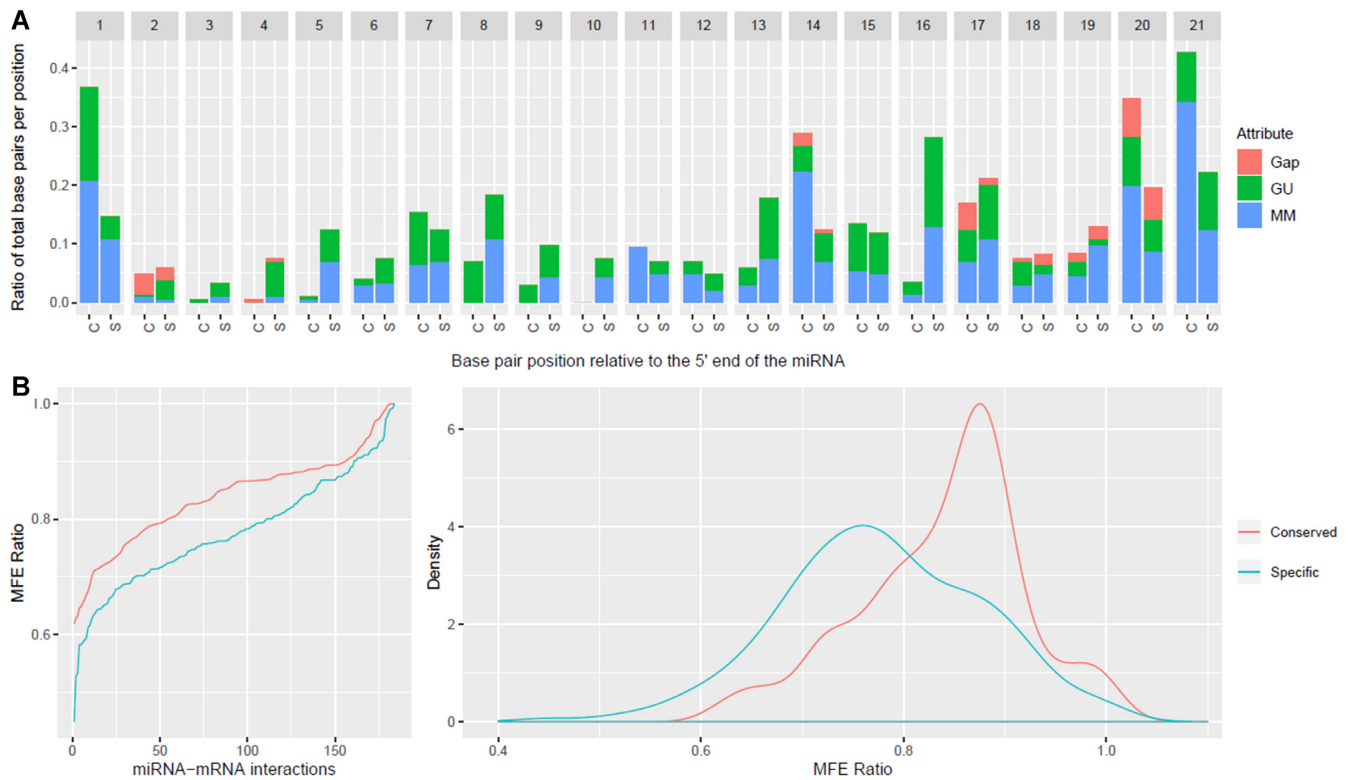 A
1 2 3 4 5 6 7 8 9 10 11 12 13 14 15 16 17 18 19 20 21
Ratio of total base pairs per position
0.4
0.3
0.2
0.1
0.0
C S C S C S C S C S C S C S C S C S C S C S C S C S C S C S C S C S C S C S C S C S
Base pair position relative to the 5' end of the miRNA
Attribute
Gap
GU
MM
B
MFE Ratio
1.0
0.8
0.6
0 50 100 150
miRNA−mRNA interactions
Density
6
4
2
0
0.4 0.6 0.8 1.0
MFE Ratio
Conserved
Specific